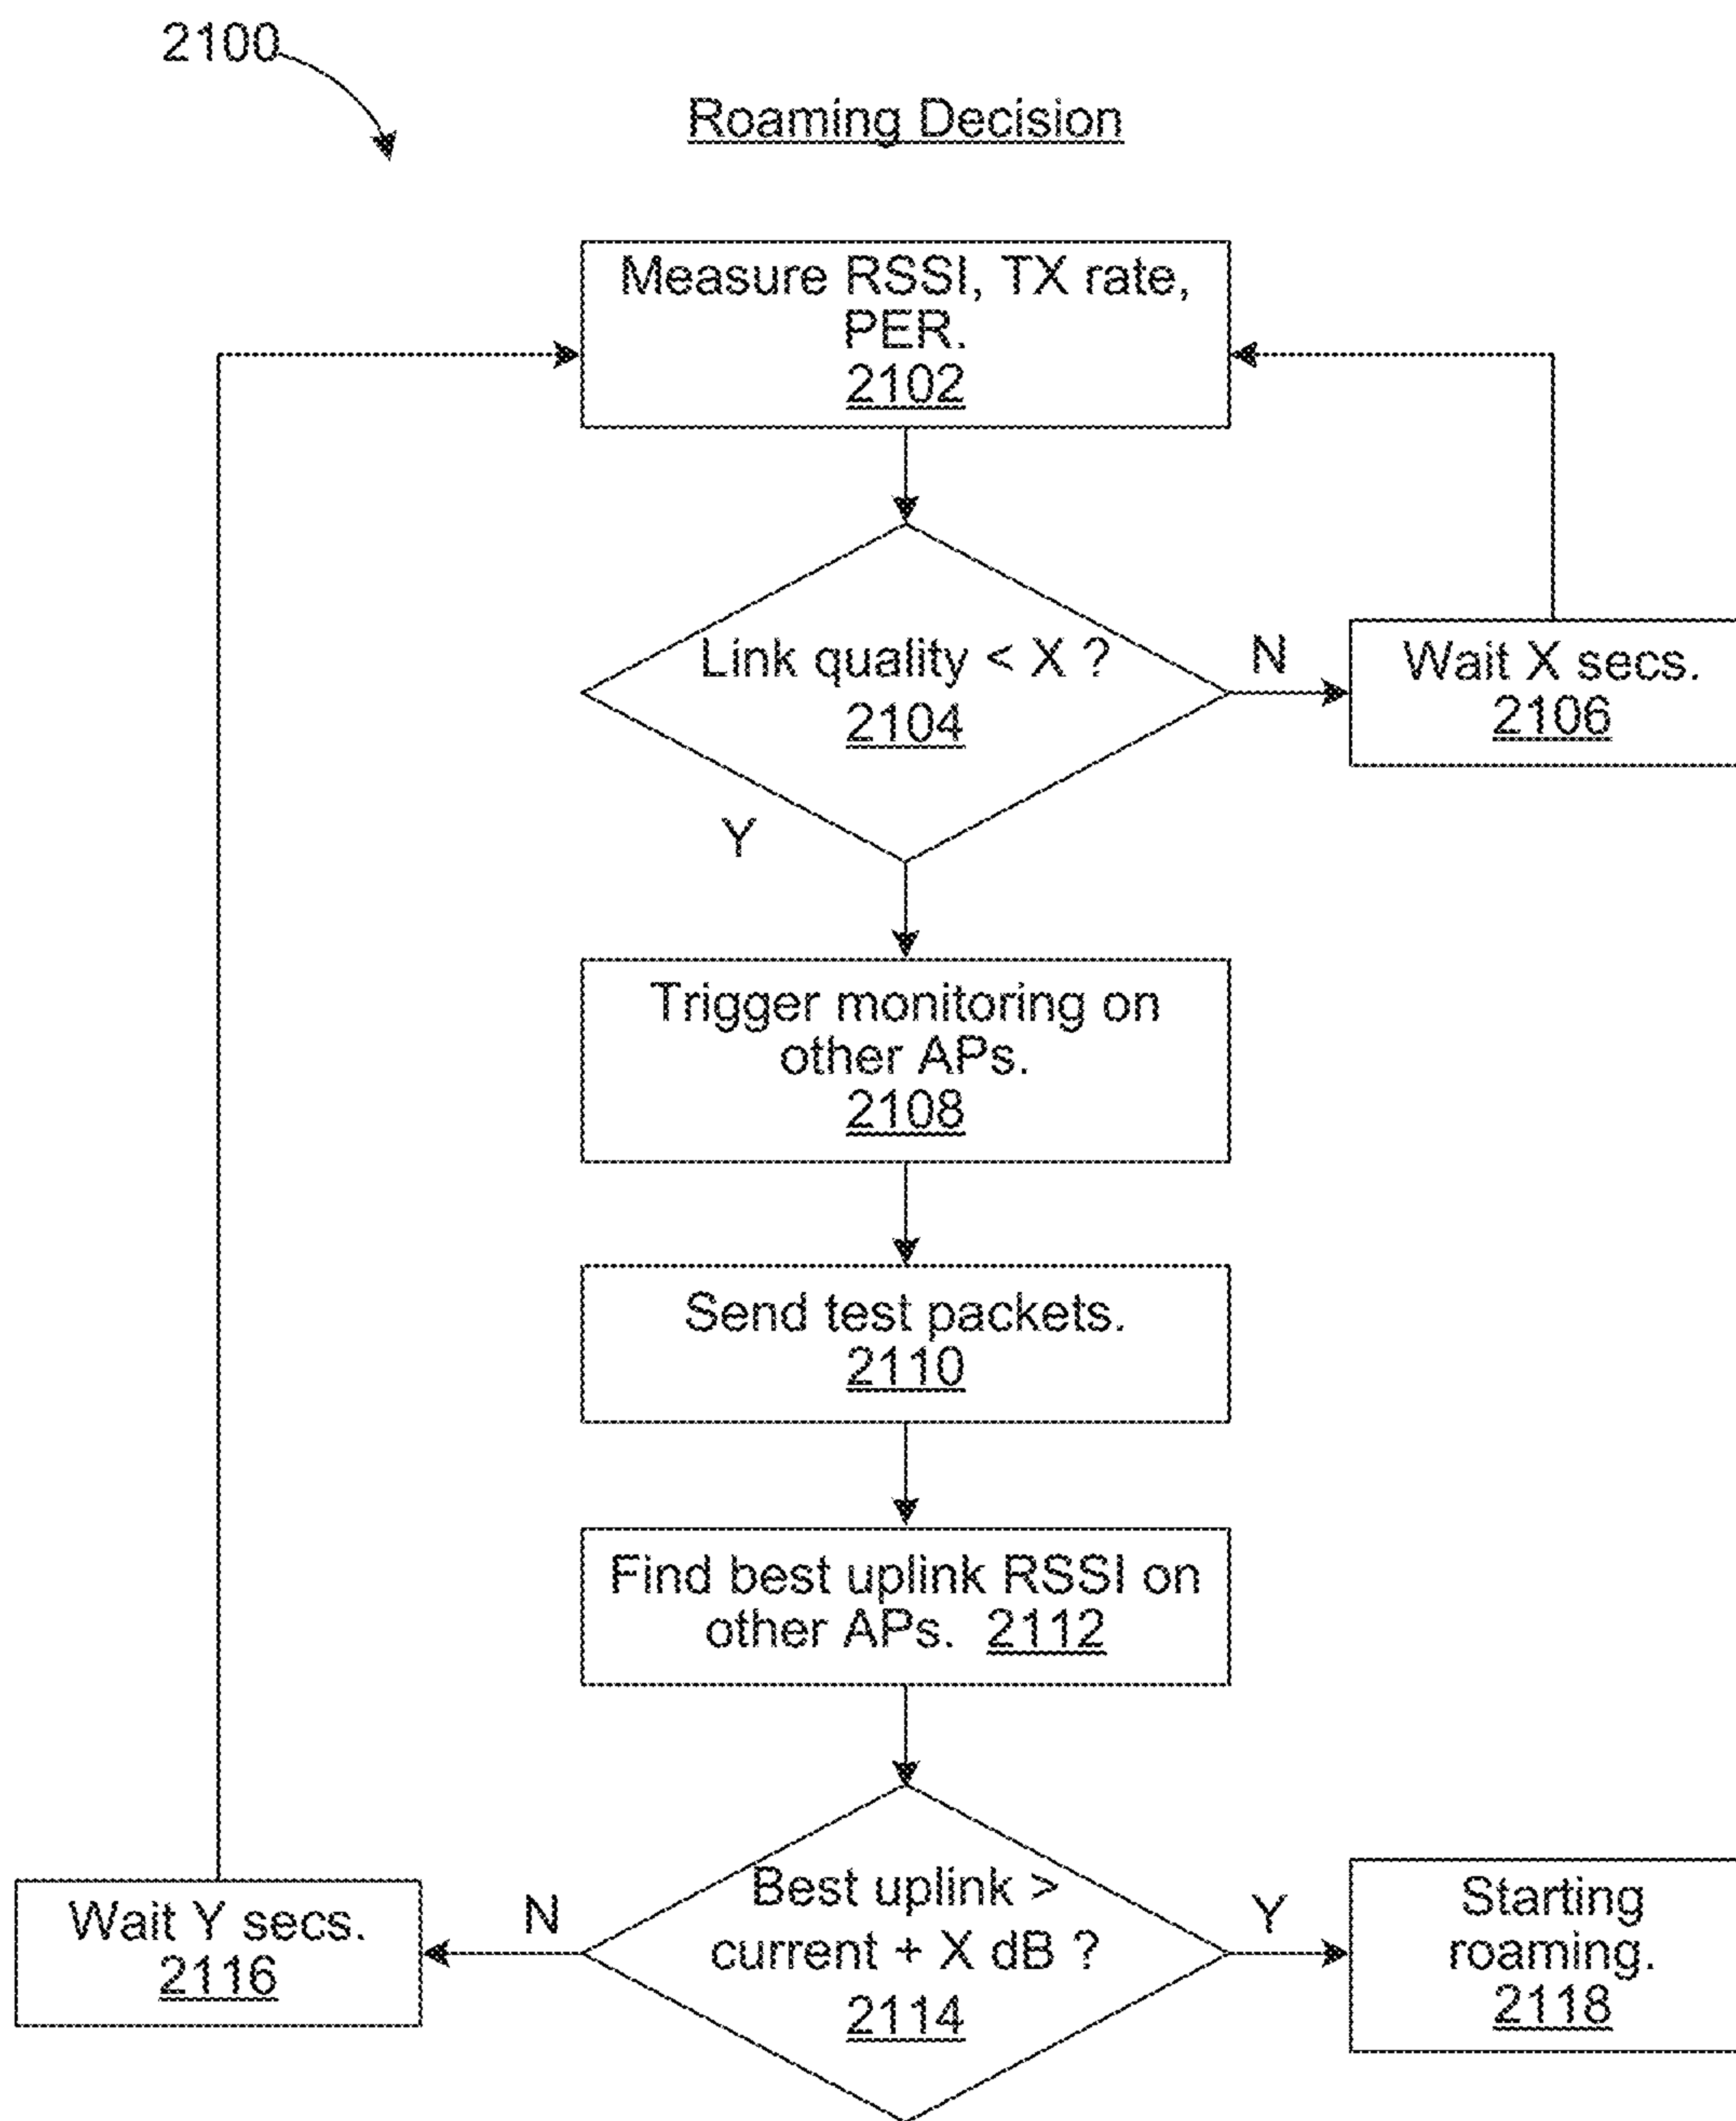 2100
Roaming Decision
Measure RSSI, TX rate,
PER.
2102
Link quality < X ?
2104
N
Wait X secs.
2106
Y
Trigger monitoring on
other APs.
2108
Send test packets.
2110
Find best uplink RSSI on
other APs. 2112
Best uplink >
current + X dB ?
2114
N
Wait Y secs.
2116
Y
Starting
roaming.
2118